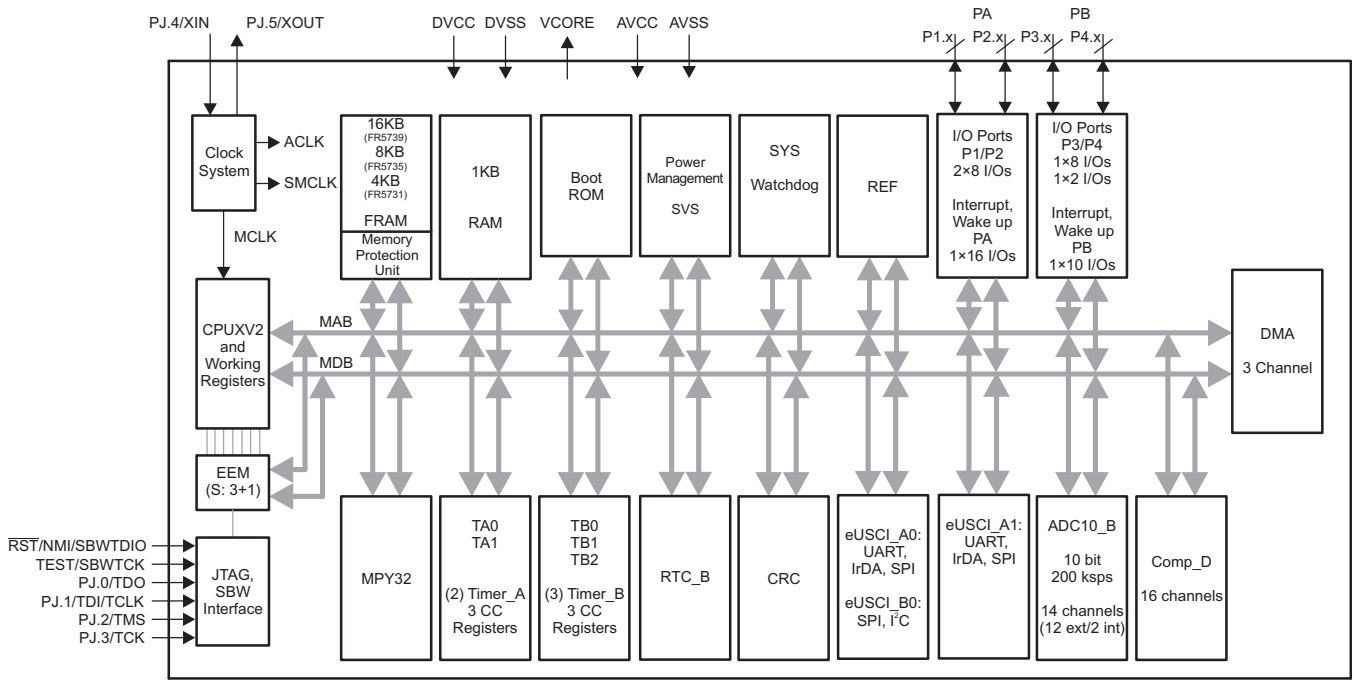 PJ.4/XIN
PJ.5/XOUT
DVCC
DVSS
VCORE
AVCC
AVSS
PA
P1.x
P2.x
PB
P3.x
P4.x
Clock
System
ACLK
SMCLK
MCLK
16KB
(FR5739)
8KB
(FR5735)
4KB
(FR5731)
FRAM
Memory
Protection
Unit
1KB
RAM
Boot
ROM
Power
Management
SVS
SYS
Watchdog
REF
I/O Ports
P1/P2
2×8 I/Os
Interrupt,
Wake up
PA
1×16 I/Os
I/O Ports
P3/P4
1×8 I/Os
1×2 I/Os
Interrupt,
Wake up
PB
1×10 I/Os
CPUXV2
and
Working
Registers
MAB
MDB
DMA
3 Channel
EEM
(S: 3+1)
RST/NMI/SBWTDIO
TEST/SBWTCK
PJ.0/TDO
PJ.1/TDI/TCLK
PJ.2/TMS
PJ.3/TCK
JTAG,
SBW
Interface
MPY32
TA0
TA1
(2) Timer_A
3 CC
Registers
TB0
TB1
TB2
(3) Timer_B
3 CC
Registers
RTC_B
CRC
eUSCI_A0:
UART,
IrDA, SPI
eUSCI_B0:
SPI, I²C
eUSCI_A1:
UART,
IrDA, SPI
ADC10_B
10 bit
200 ksps
14 channels
(12 ext/2 int)
Comp_D
16 channels